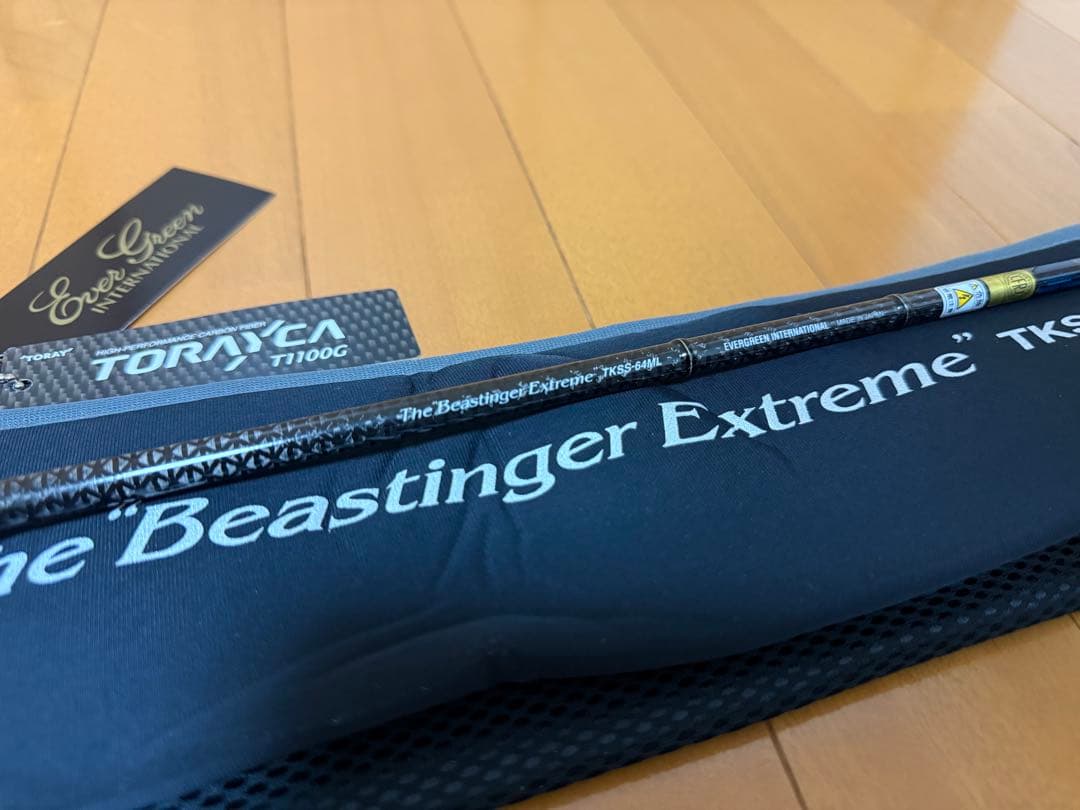 Ever Green
INTERNATIONAL
"TORAY"
HIGH-PERFORMANCE CARBON FIBER
TORAYCA
T1100G
The "Beastinger Extreme" TKSS-64ML
EVERGREEN INTERNATIONAL MADE IN JAPAN
he "Beastinger Extreme" TKSS